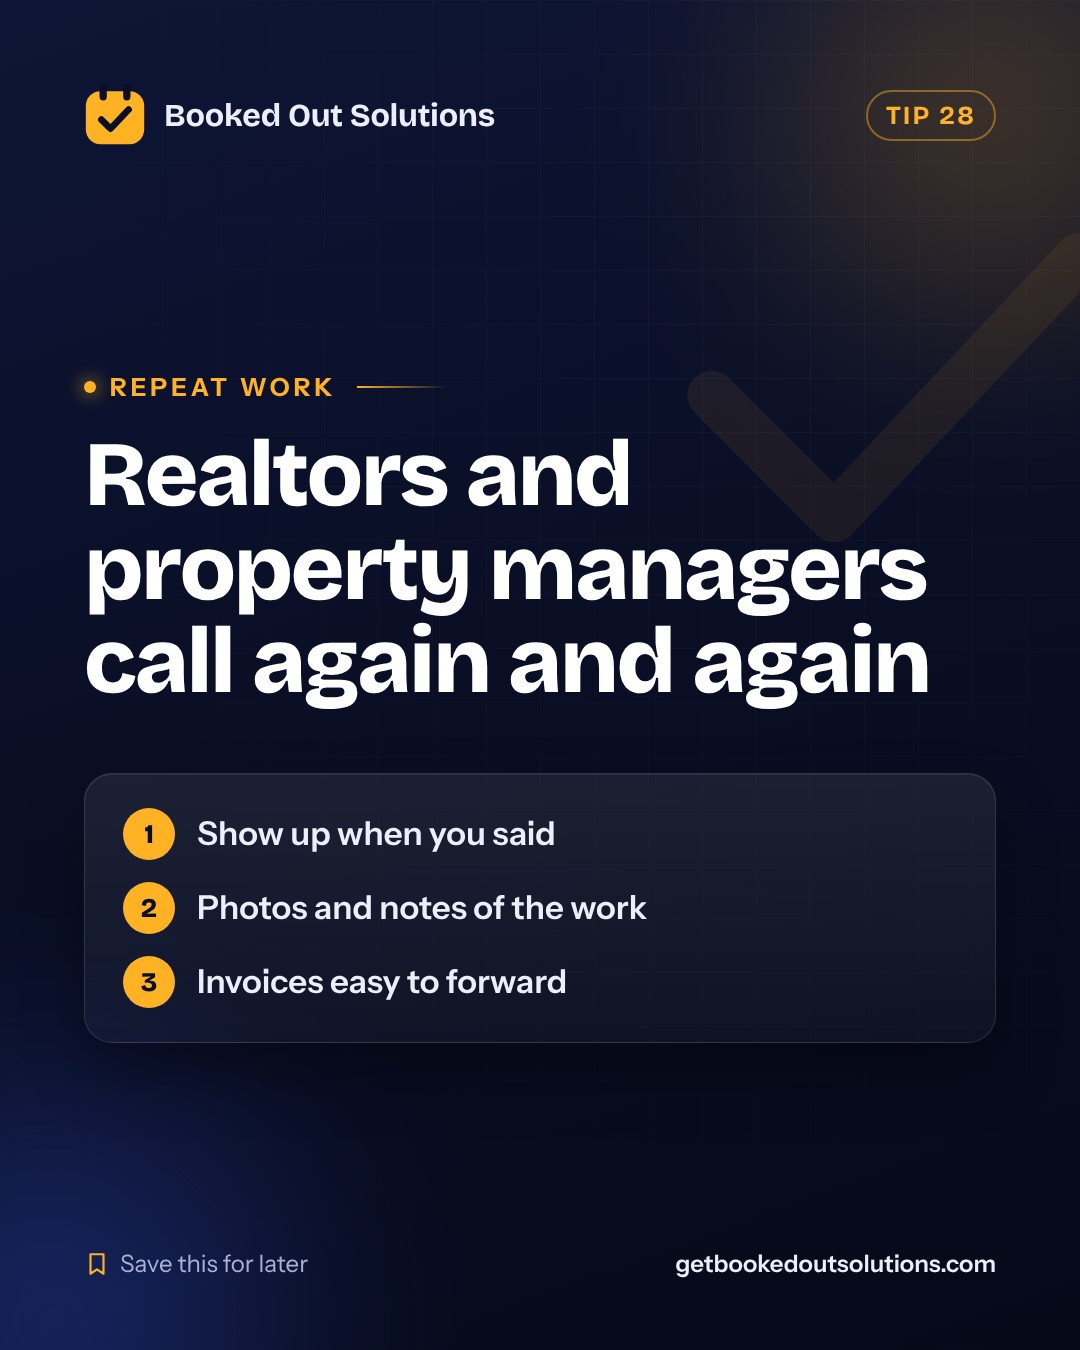 Booked Out Solutions
TIP 28
REPEAT WORK
Realtors and
property managers
call again and again
1 Show up when you said
2 Photos and notes of the work
3 Invoices easy to forward
Save this for later
getbookedoutsolutions.com